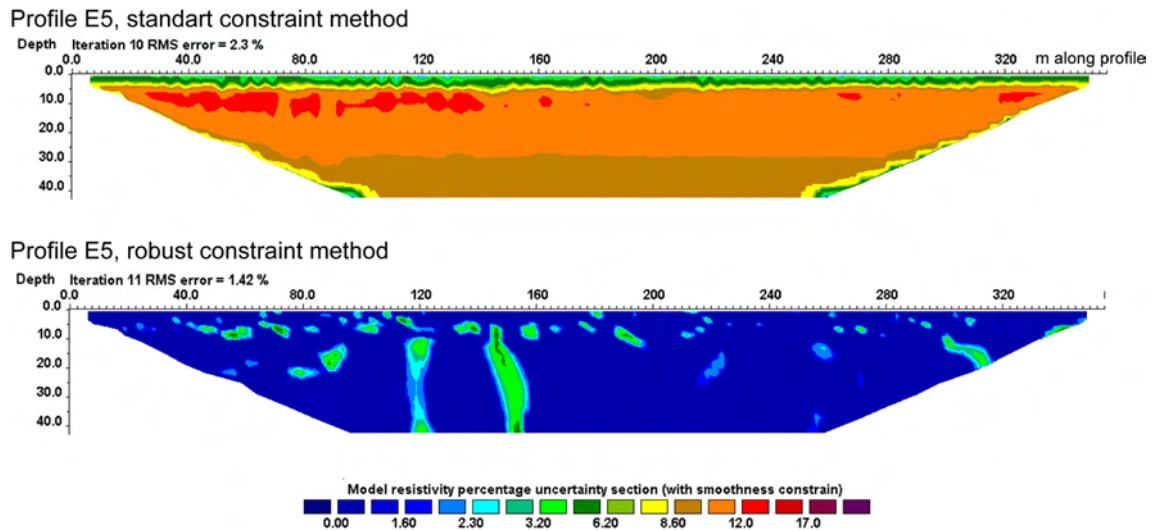 Profile E5, standart constraint method
Depth Iteration 10 RMS error = 2.3 %
0.0 40.0 80.0 120 160 200 240 280 320 m along profile
0.0
10.0
20.0
30.0
40.0
Profile E5, robust constraint method
Depth Iteration 11 RMS error = 1.42 %
0.0 40.0 80.0 120 160 200 240 280 320
0.0
10.0
20.0
30.0
40.0
Model resistivity percentage uncertainty section (with smoothness constrain)
0.00 1.60 2.30 3.20 6.20 8.60 12.0 17.0